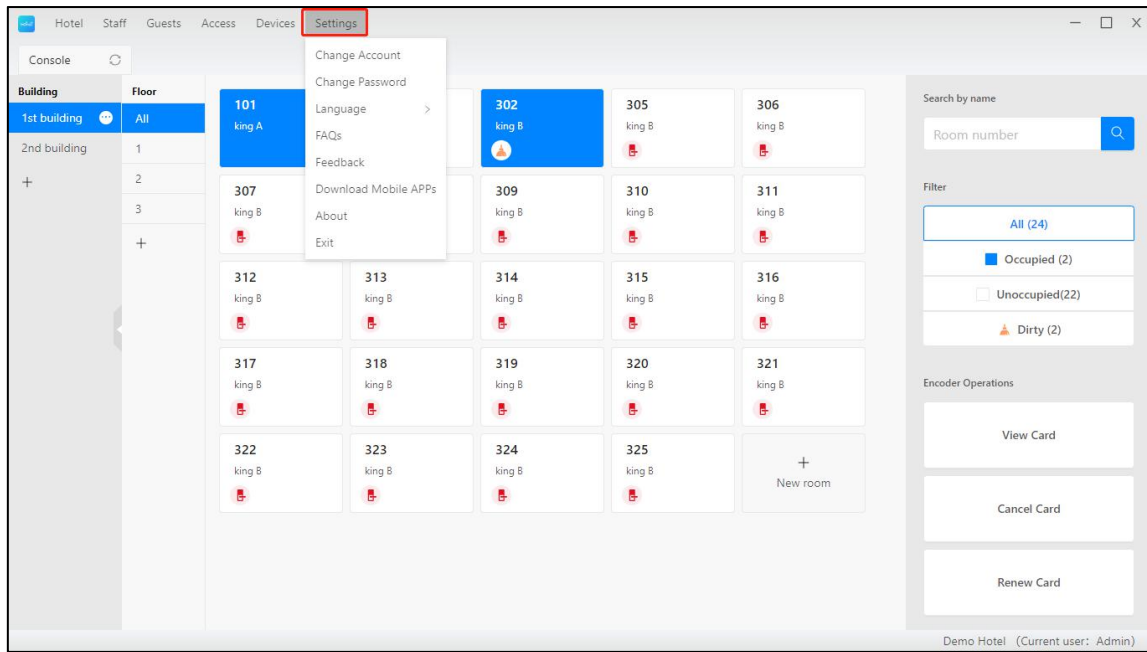 Hotel Staff Guests Access Devices Settings
Console
Change Account
Change Password
Language
FAQs
Feedback
Download Mobile APPs
About
Exit
Building
1st building
2nd building
+
Floor
All
1
2
3
+
101
king A
302
king B
305
king B
306
king B
307
king B
309
king B
310
king B
311
king B
312
king B
313
king B
314
king B
315
king B
316
king B
317
king B
318
king B
319
king B
320
king B
321
king B
322
king B
323
king B
324
king B
325
king B
+
New room
Search by name
Room number
Filter
All (24)
Occupied (2)
Unoccupied(22)
Dirty (2)
Encoder Operations
View Card
Cancel Card
Renew Card
Demo Hotel (Current user: Admin)